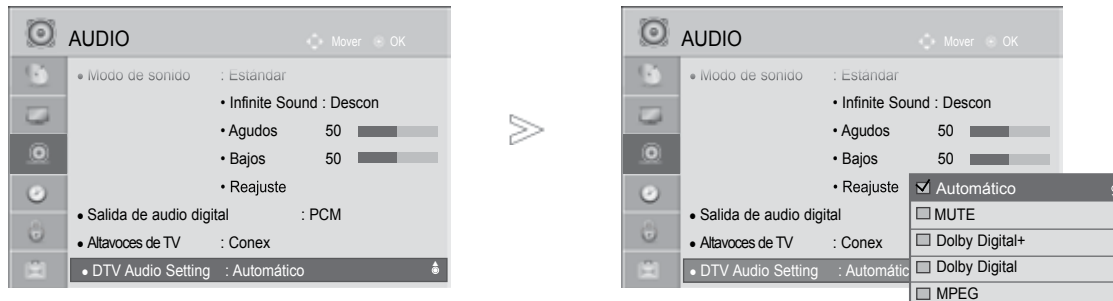 AUDIO
Mover
OK
• Modo de sonido : Estándar
• Infinite Sound : Descon
• Agudos 50
• Bajos 50
• Reajuste
• Salida de audio digital : PCM
• Altavoces de TV : Conex
• DTV Audio Setting : Automático
AUDIO
Mover
OK
• Modo de sonido : Estándar
• Infinite Sound : Descon
• Agudos 50
• Bajos 50
• Reajuste
• Salida de audio digital
• Altavoces de TV : Conex
• DTV Audio Setting : Automátic
Automático
MUTE
Dolby Digital+
Dolby Digital
MPEG